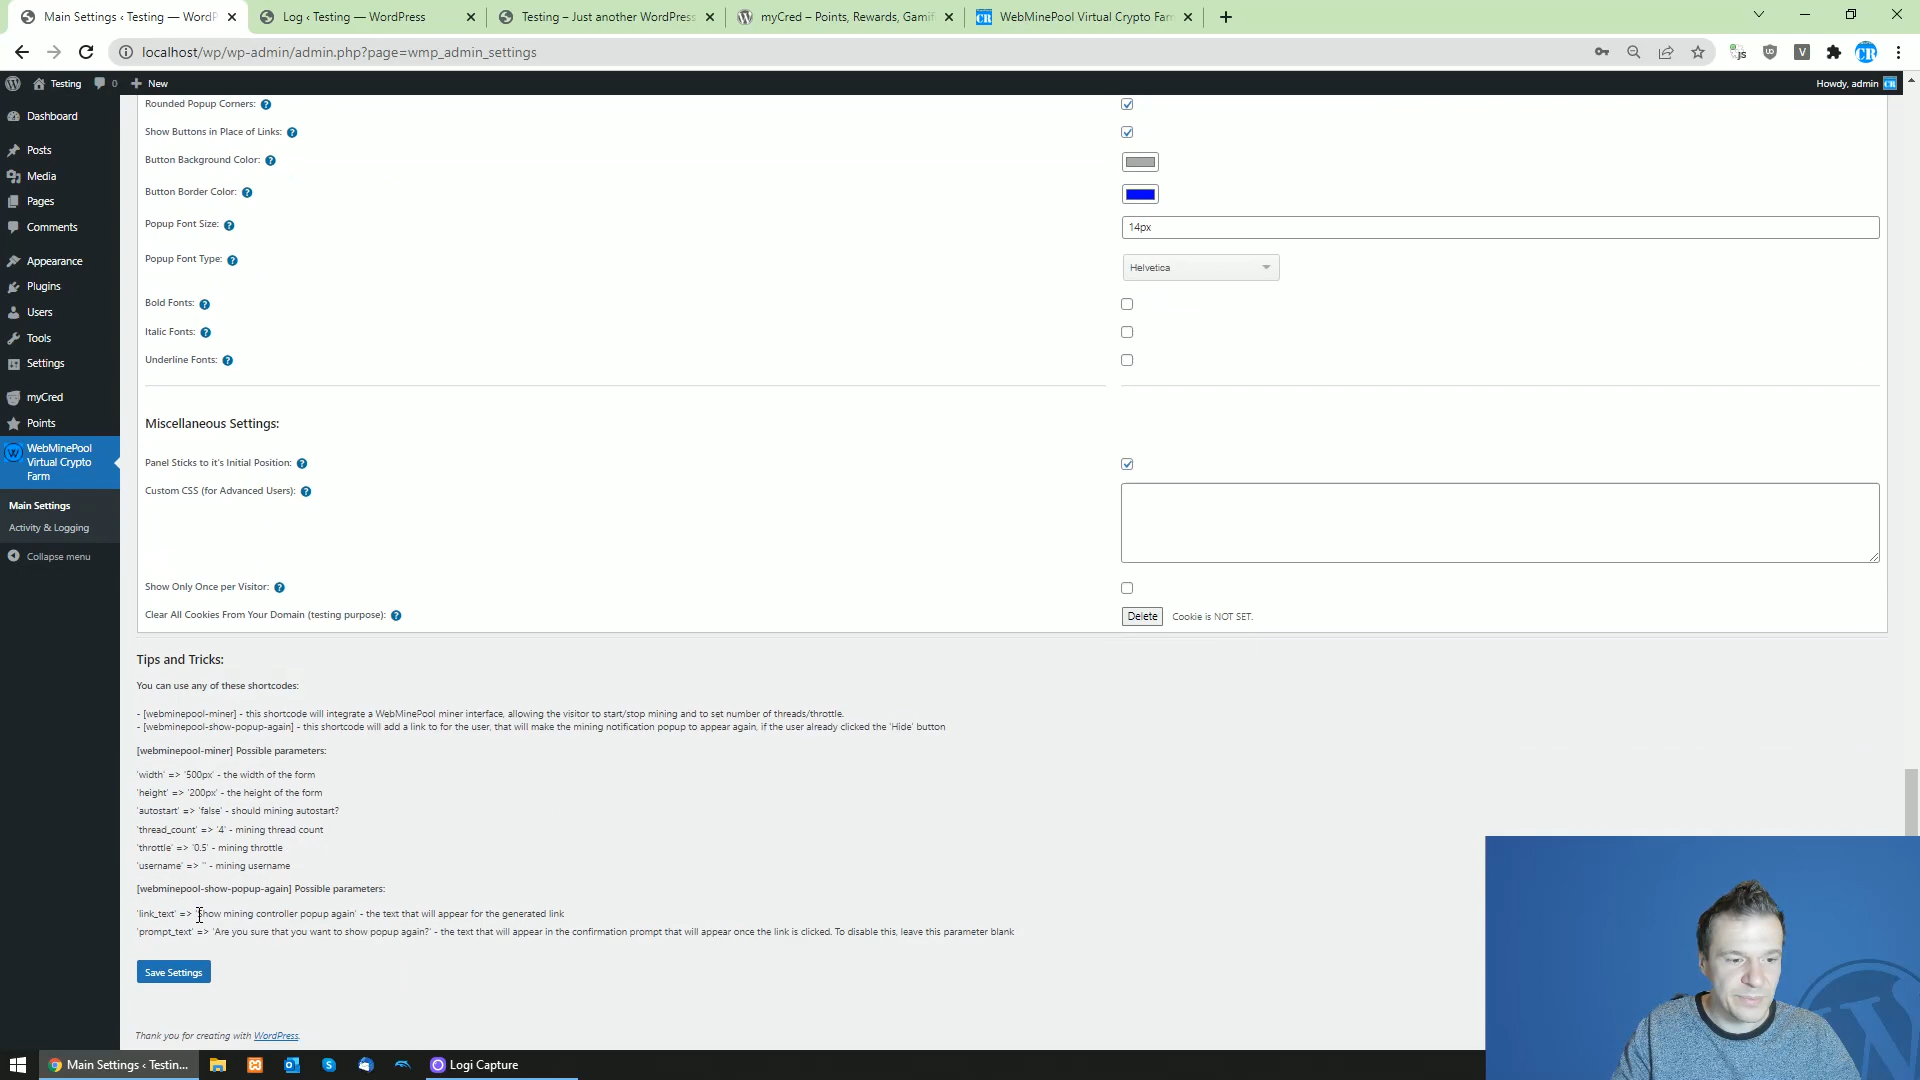 Main Settings ‹ Testing — WordP
Log ‹ Testing — WordPress
Testing – Just another WordPress
myCred – Points, Rewards, Gamif
WebMinePool Virtual Crypto Farm
localhost/wp/wp-admin/admin.php?page=wmp_admin_settings
Testing
0
New
Howdy, admin
Dashboard
Posts
Media
Pages
Comments
Appearance
Plugins
Users
Tools
Settings
myCred
Points
WebMinePool
Virtual Crypto
Farm
Main Settings
Activity & Logging
Collapse menu
Rounded Popup Corners:
Show Buttons in Place of Links:
Button Background Color:
Button Border Color:
Popup Font Size:
14px
Popup Font Type:
Helvetica
Bold Fonts:
Italic Fonts:
Underline Fonts:
Miscellaneous Settings:
Panel Sticks to it's Initial Position:
Custom CSS (for Advanced Users):
Show Only Once per Visitor:
Clear All Cookies From Your Domain (testing purpose):
Delete
Cookie is NOT SET.
Tips and Tricks:
You can use any of these shortcodes:
- [webminepool-miner] - this shortcode will integrate a WebMinePool miner interface, allowing the visitor to start/stop mining and to set number of threads/throttle.
- [webminepool-show-popup-again] - this shortcode will add a link to for the user, that will make the mining notification popup to appear again, if the user already clicked the 'Hide' button
[webminepool-miner] Possible parameters:
'width' => '500px' - the width of the form
'height' => '200px' - the height of the form
'autostart' => 'false' - should mining autostart?
'thread_count' => '4' - mining thread count
'throttle' => '0.5' - mining throttle
'username' => '' - mining username
[webminepool-show-popup-again] Possible parameters:
'link_text' => 'Show mining controller popup again' - the text that will appear for the generated link
'prompt_text' => 'Are you sure that you want to show popup again?' - the text that will appear in the confirmation prompt that will appear once the link is clicked. To disable this, leave this parameter blank
Save Settings
Thank you for creating with WordPress.
Main Settings ‹ Testin...
Logi Capture